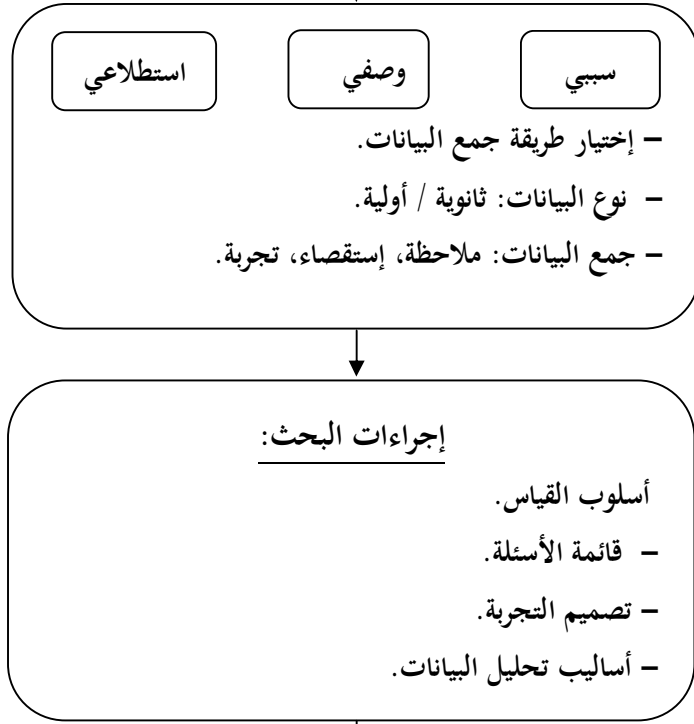 سببي
وصفي
استطلاعي
– إختيار طريقة جمع البيانات.
– نوع البيانات: ثانوية / أولية.
– جمع البيانات: ملاحظة، إستقصاء، تجربة.
إجراءات البحث:
أسلوب القياس.
– قائمة الأسئلة.
– تصميم التجربة.
– أساليب تحليل البيانات.